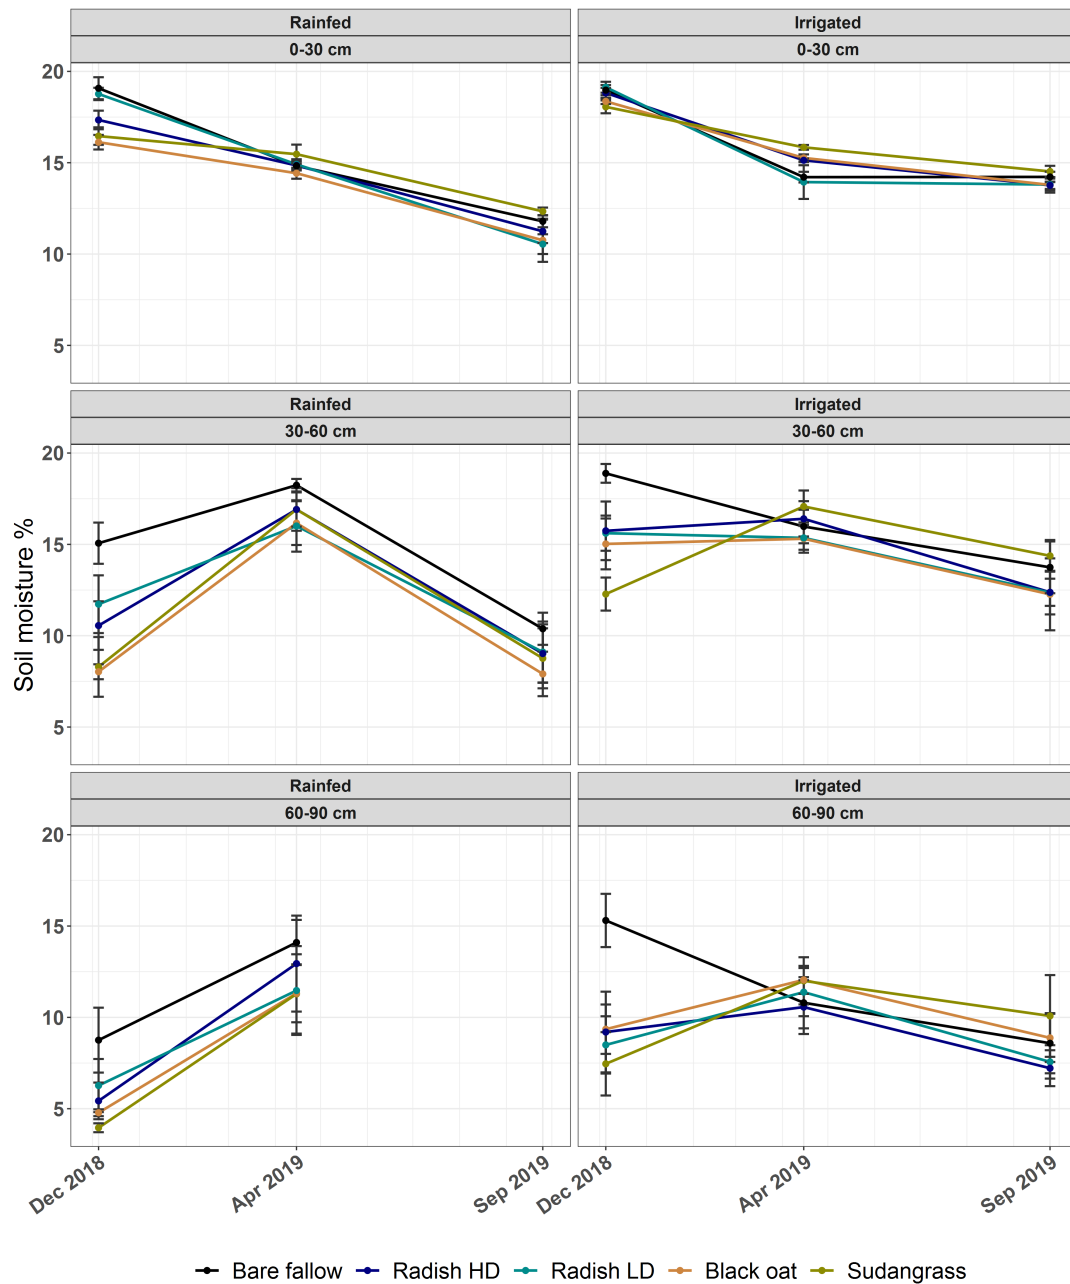 Rainfed Irrigated
0-30 cm 0-30 cm
20
15
10
5
Rainfed Irrigated
30-60 cm 30-60 cm
20
15
10
5
Soil moisture %
Rainfed Irrigated
60-90 cm 60-90 cm
20
15
10
5
Dec 2018 Apr 2019 Sep 2019 Dec 2018 Apr 2019 Sep 2019
Bare fallow Radish HD Radish LD Black oat Sudangrass